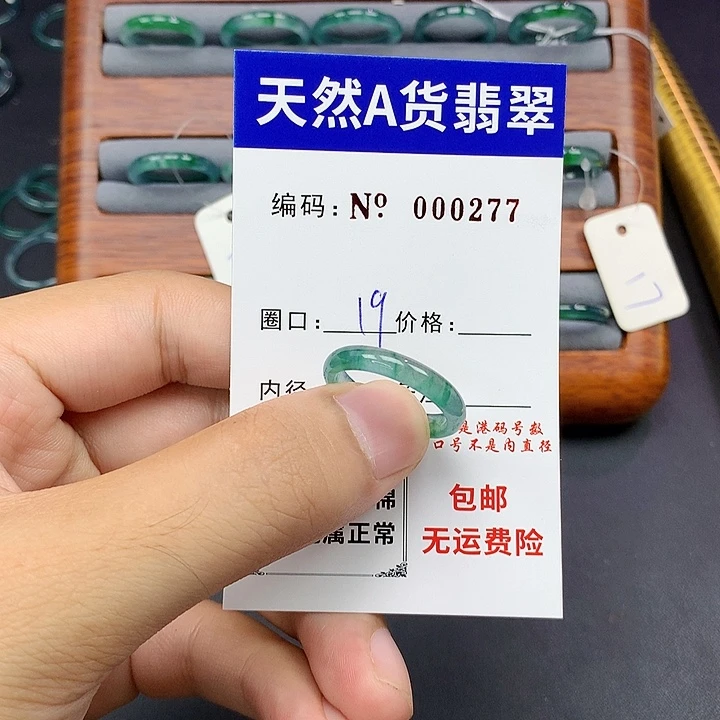 天然A货翡翠
编码：Nº 000277
圈口：19 价格：
内径
是港码号数
口号不是内直径
棉
属正常
包邮
无运费险
17